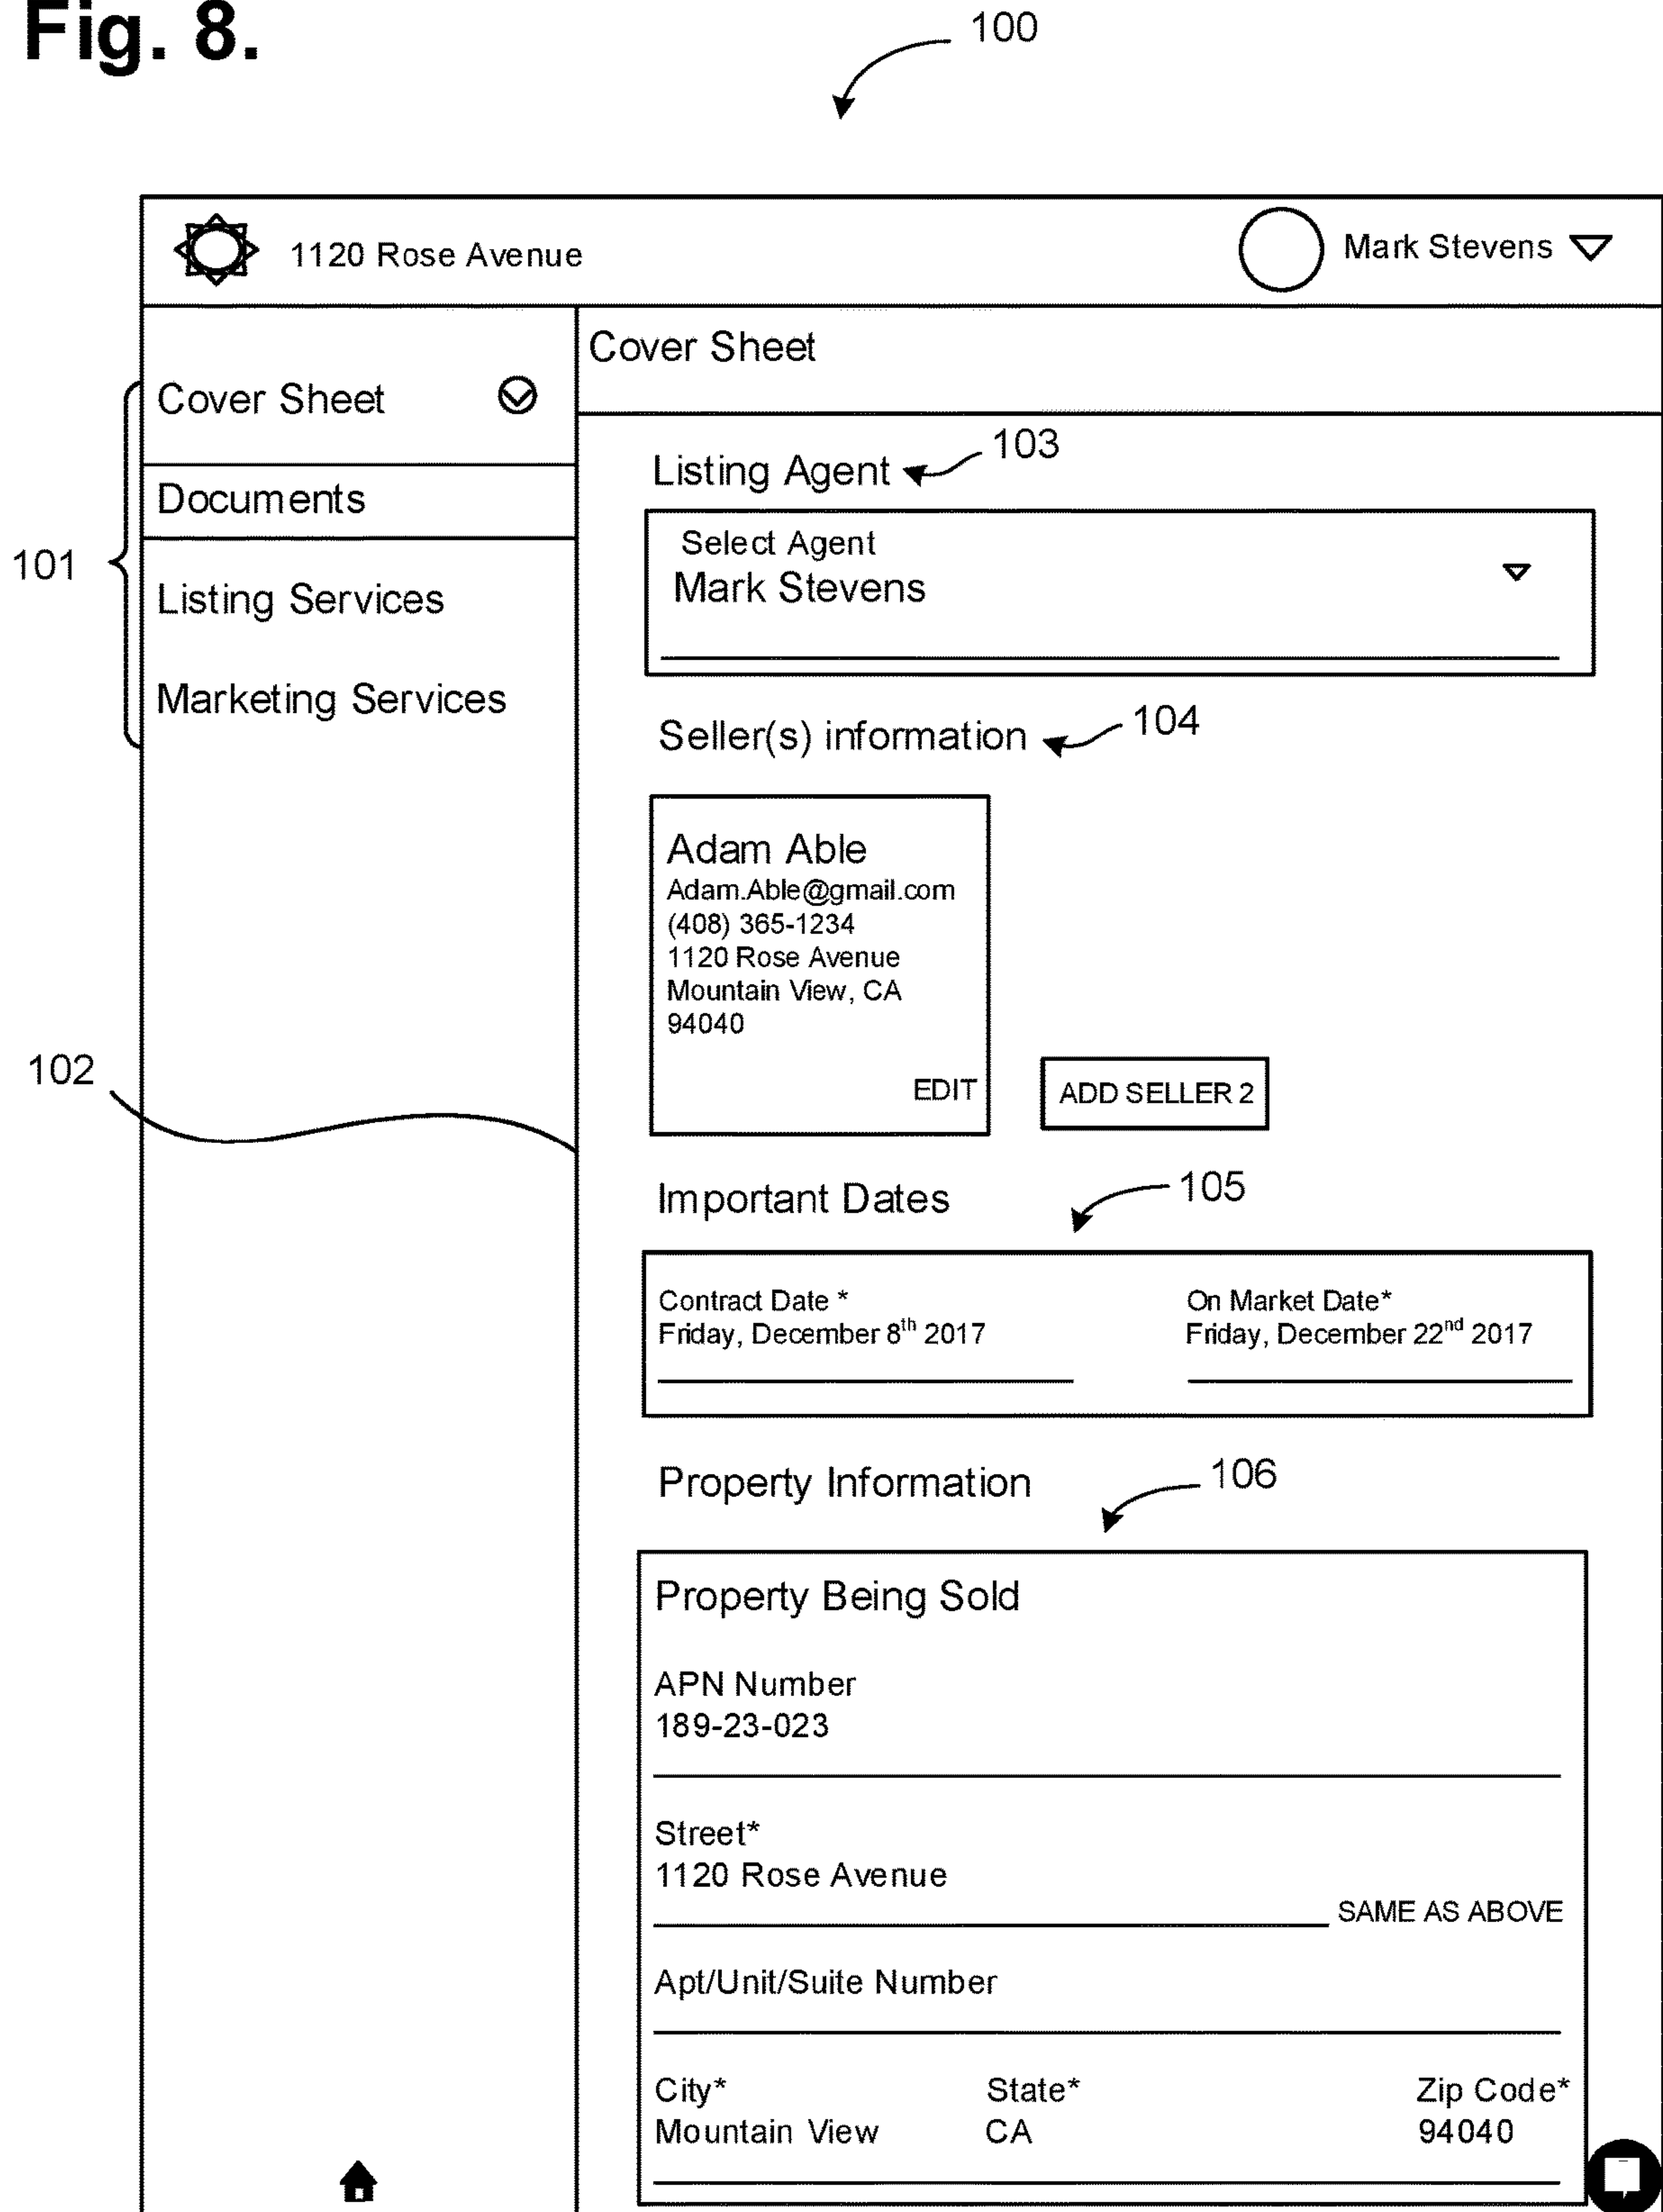 Fig. 8.
100
1120 Rose Avenue
Mark Stevens
Cover Sheet
Documents
Listing Services
Marketing Services
101
102
Cover Sheet
Listing Agent
103
Select Agent
Mark Stevens
Seller(s) information
104
Adam Able
Adam.Able@gmail.com
(408) 365-1234
1120 Rose Avenue
Mountain View, CA
94040
EDIT
ADD SELLER 2
Important Dates
105
Contract Date *
Friday, December 8th 2017
On Market Date*
Friday, December 22nd 2017
Property Information
106
Property Being Sold
APN Number
189-23-023
Street*
1120 Rose Avenue
SAME AS ABOVE
Apt/Unit/Suite Number
City* State* Zip Code*
Mountain View CA 94040